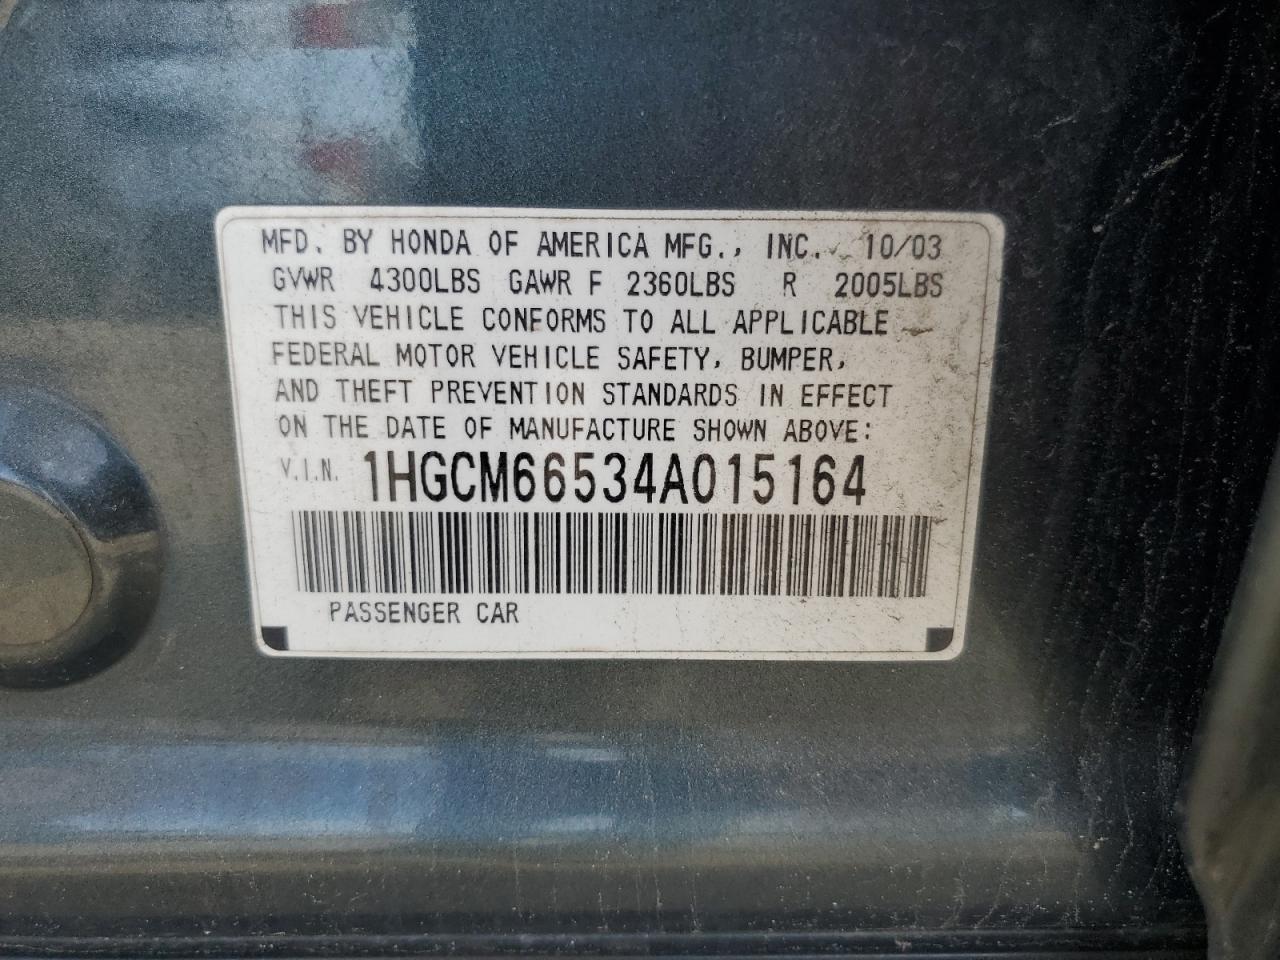 MFD. BY HONDA OF AMERICA MFG., INC. 10/03
GVWR 4300LBS GAWR F 2360LBS R 2005LBS
THIS VEHICLE CONFORMS TO ALL APPLICABLE
FEDERAL MOTOR VEHICLE SAFETY, BUMPER,
AND THEFT PREVENTION STANDARDS IN EFFECT
ON THE DATE OF MANUFACTURE SHOWN ABOVE:
V.I.N. 1HGCM66534A015164
PASSENGER CAR